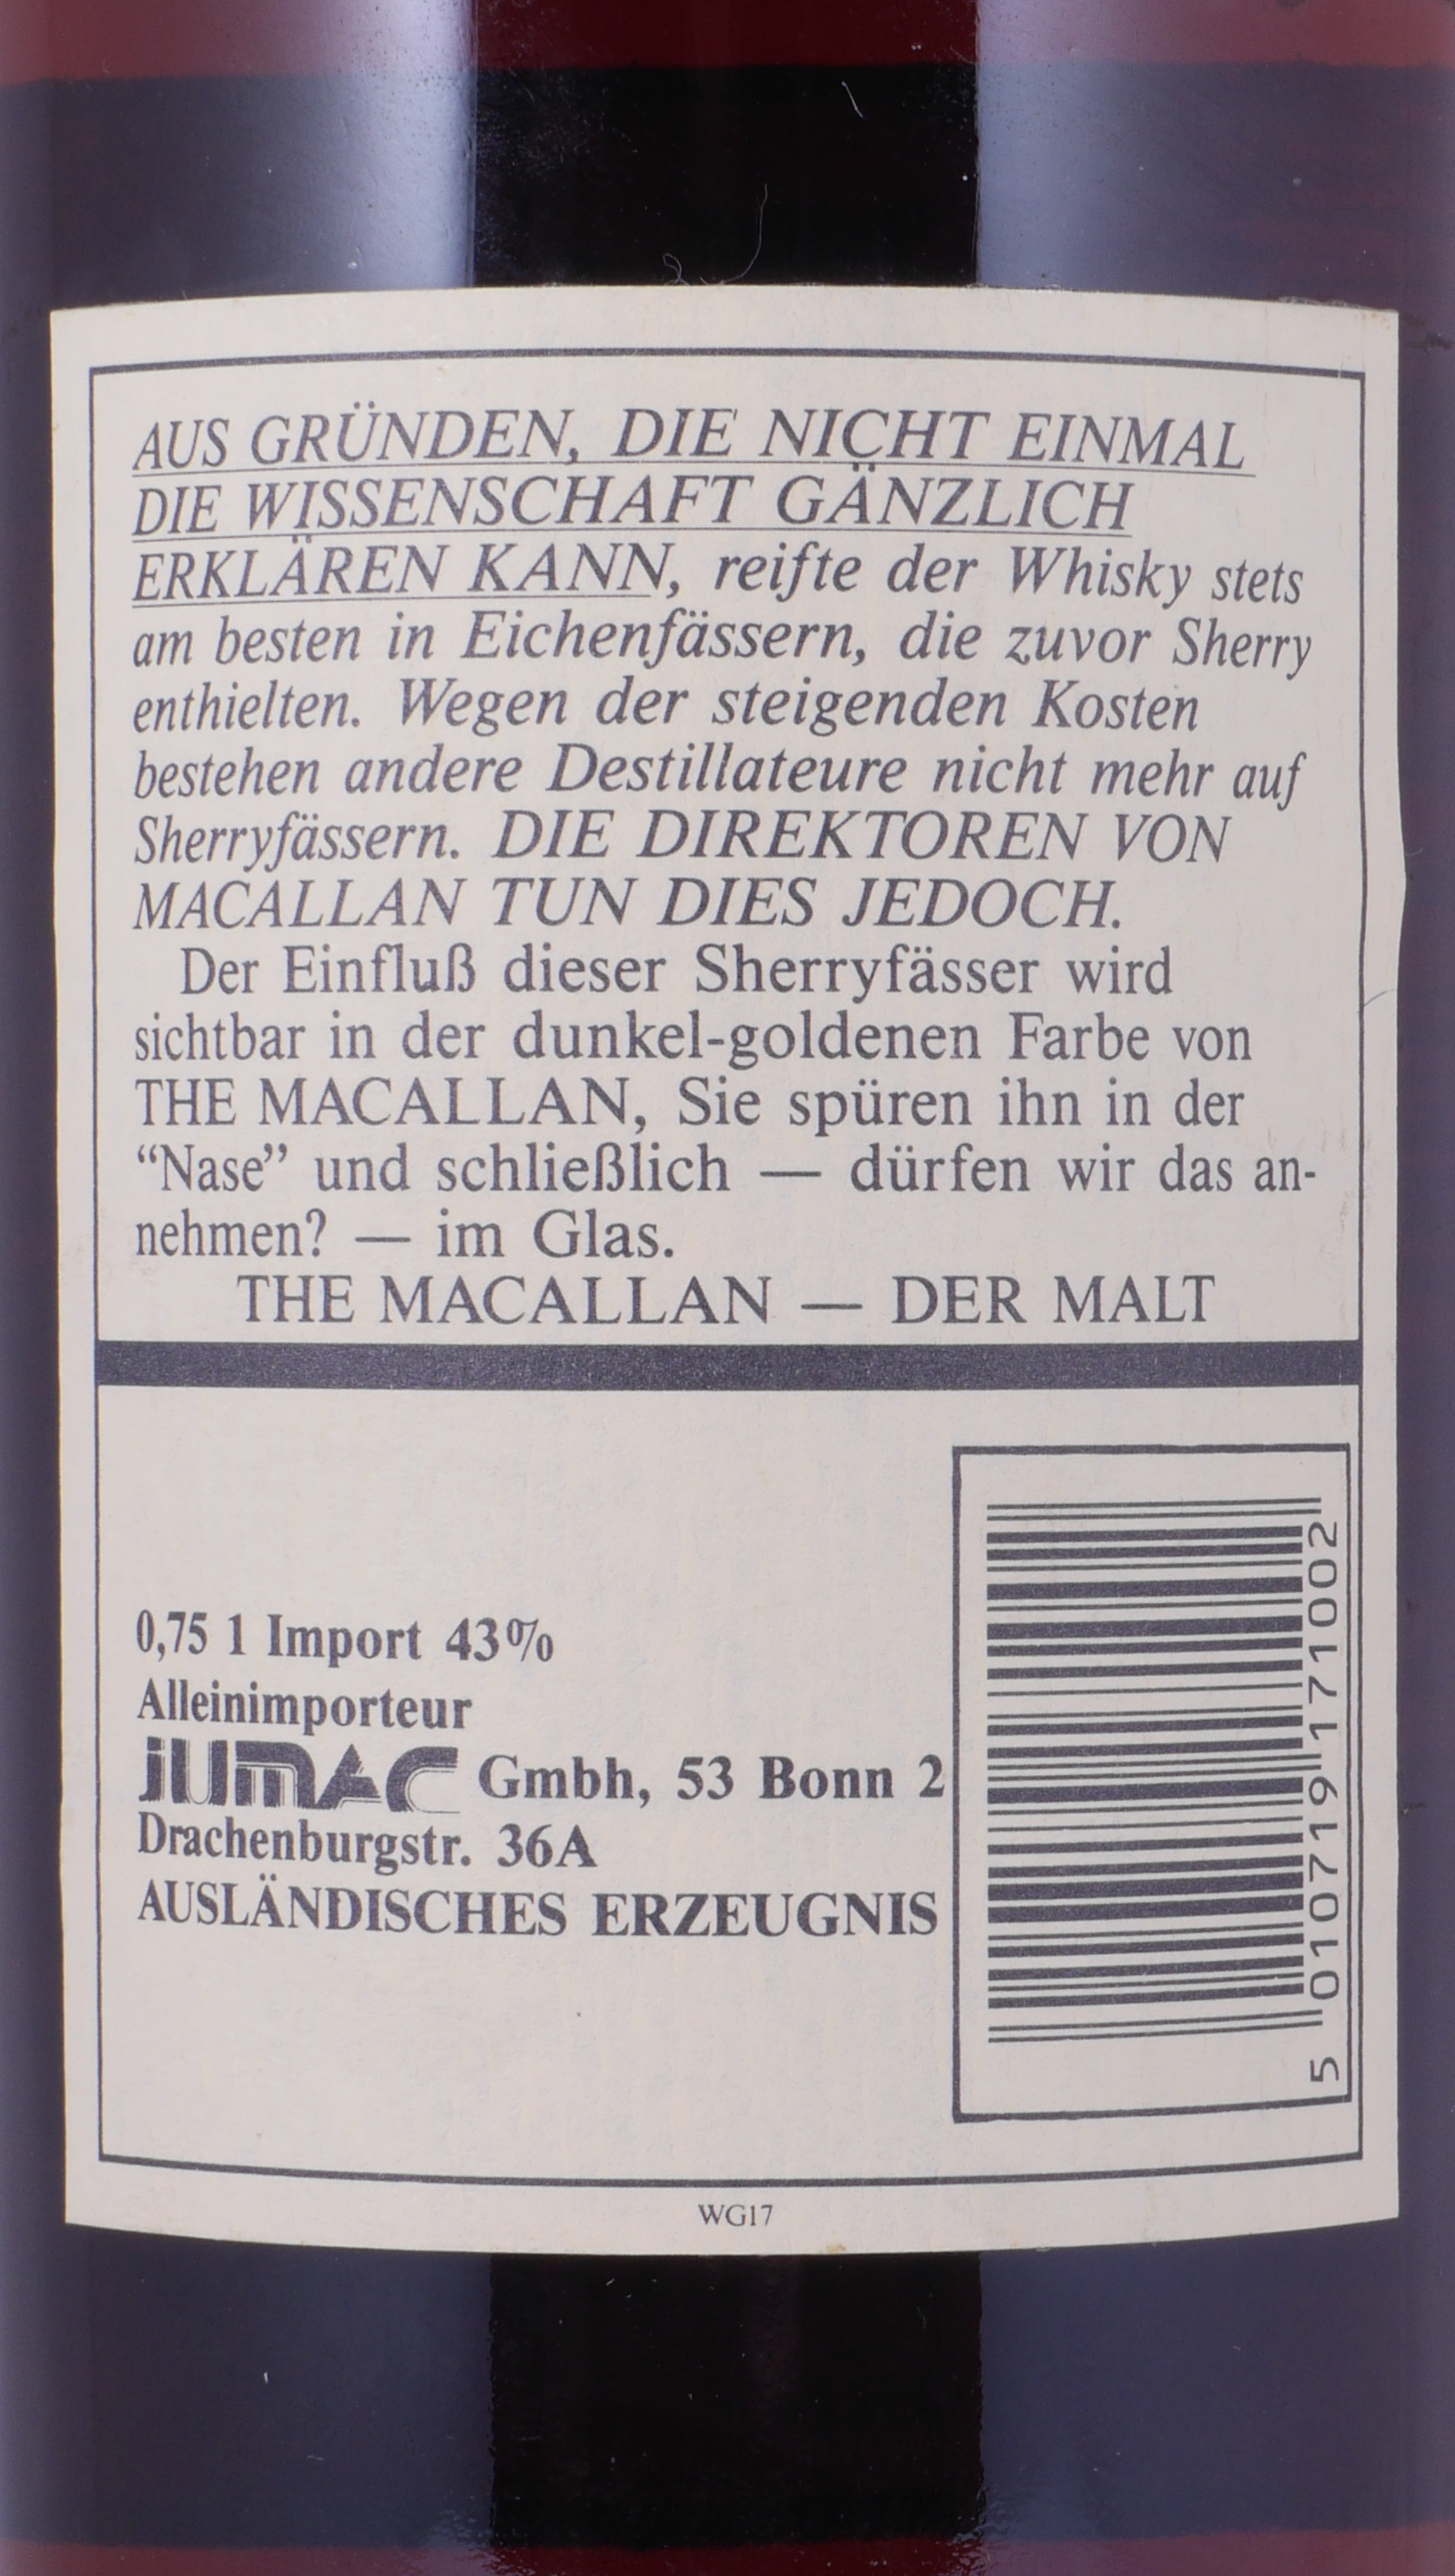 AUS GRÜNDEN, DIE NICHT EINMAL
DIE WISSENSCHAFT GÄNZLICH
ERKLÄREN KANN, reifte der Whisky stets
am besten in Eichenfässern, die zuvor Sherry
enthielten. Wegen der steigenden Kosten
bestehen andere Destillateure nicht mehr auf
Sherryfässern. DIE DIREKTOREN VON
MACALLAN TUN DIES JEDOCH.
Der Einfluß dieser Sherryfässer wird
sichtbar in der dunkel-goldenen Farbe von
THE MACALLAN, Sie spüren ihn in der
“Nase” und schließlich — dürfen wir das an-
nehmen? — im Glas.
THE MACALLAN — DER MALT
0,75 1 Import 43%
Alleinimporteur
jUMAC Gmbh, 53 Bonn 2
Drachenburgstr. 36A
AUSLÄNDISCHES ERZEUGNIS
5 010719 171002
WG17